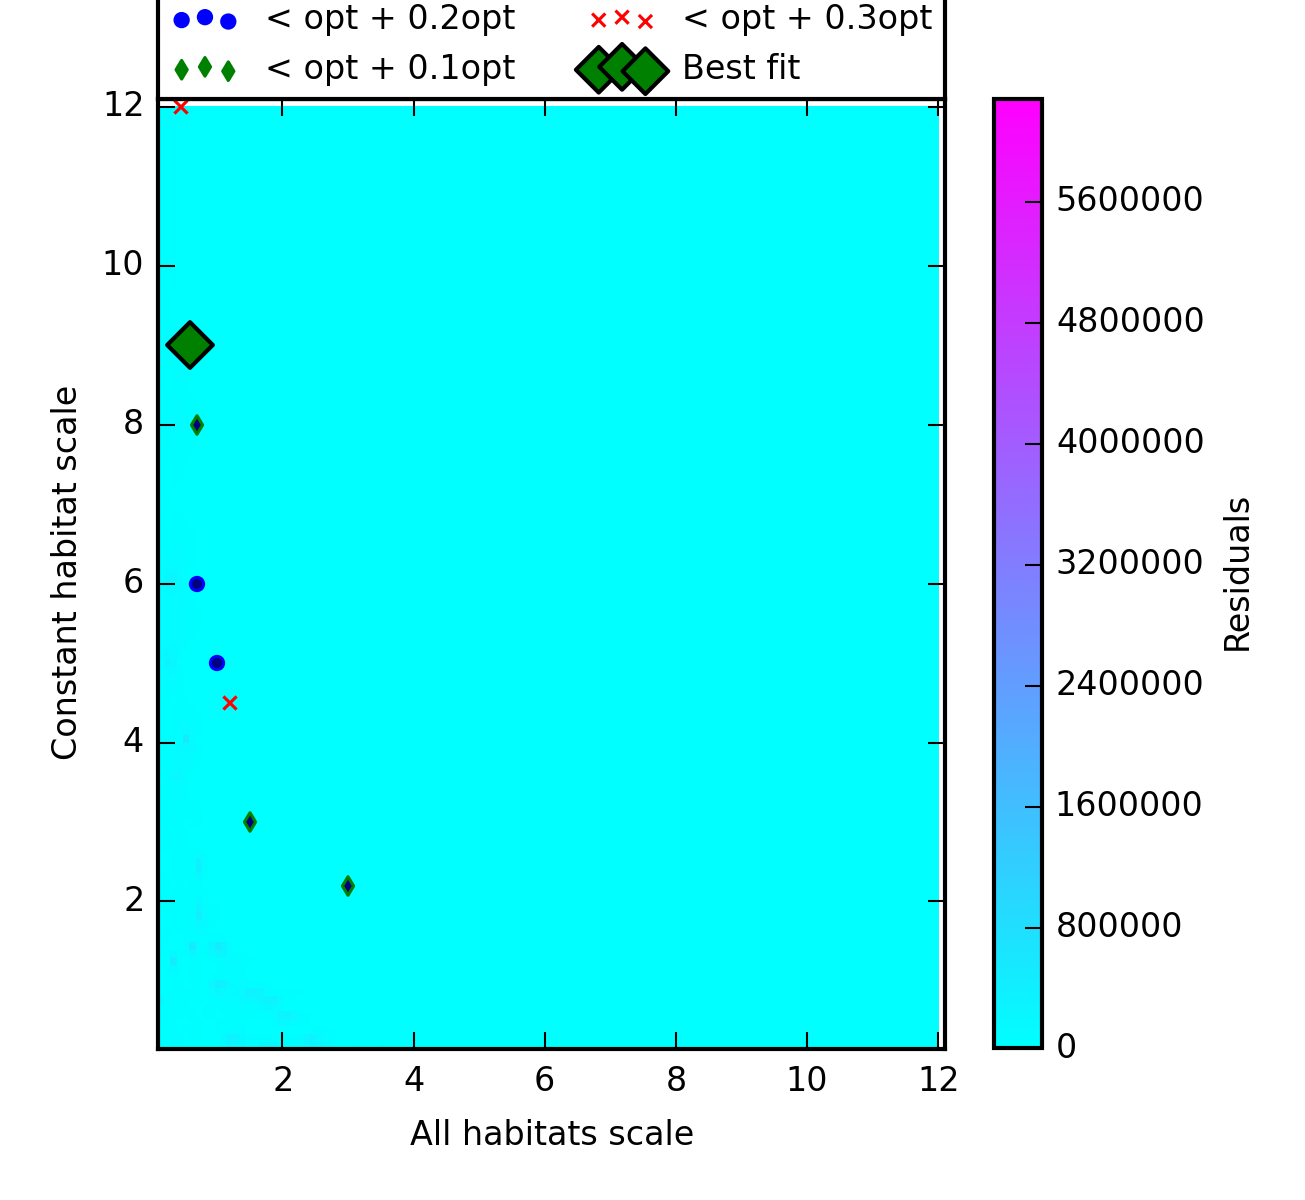 < opt + 0.2opt
< opt + 0.3opt
< opt + 0.1opt
Best fit
12
10
8
6
4
2
Constant habitat scale
2
4
6
8
10
12
All habitats scale
5600000
4800000
4000000
3200000
2400000
1600000
800000
0
Residuals